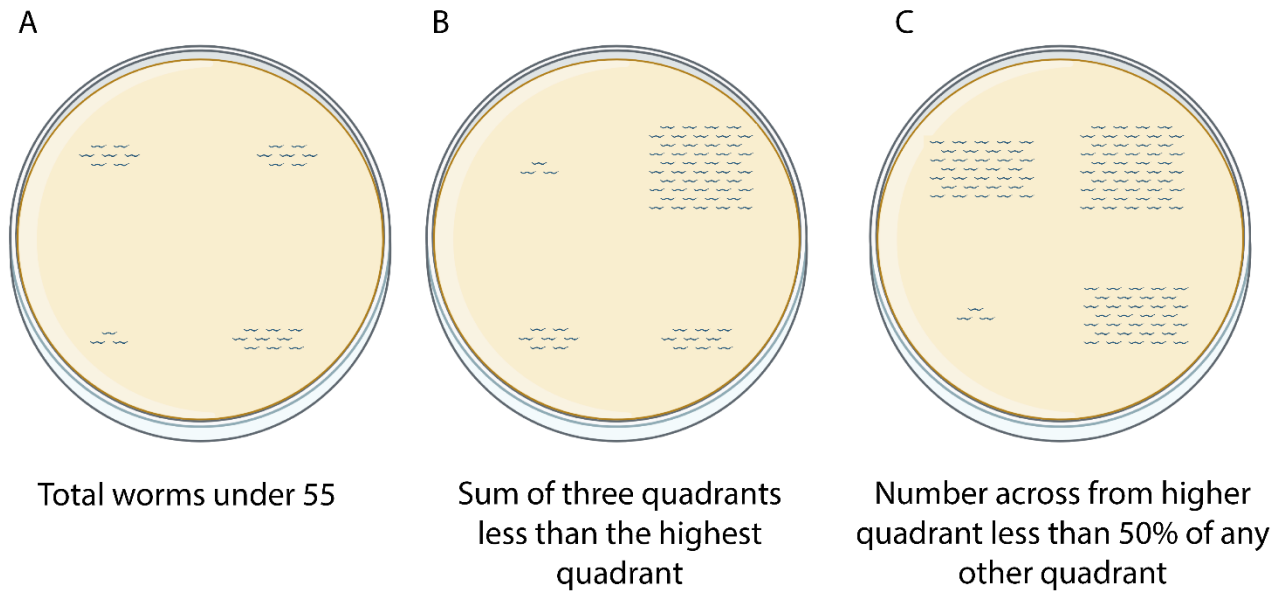 A
B
C
Total worms under 55
Sum of three quadrants
less than the highest
quadrant
Number across from higher
quadrant less than 50% of any
other quadrant